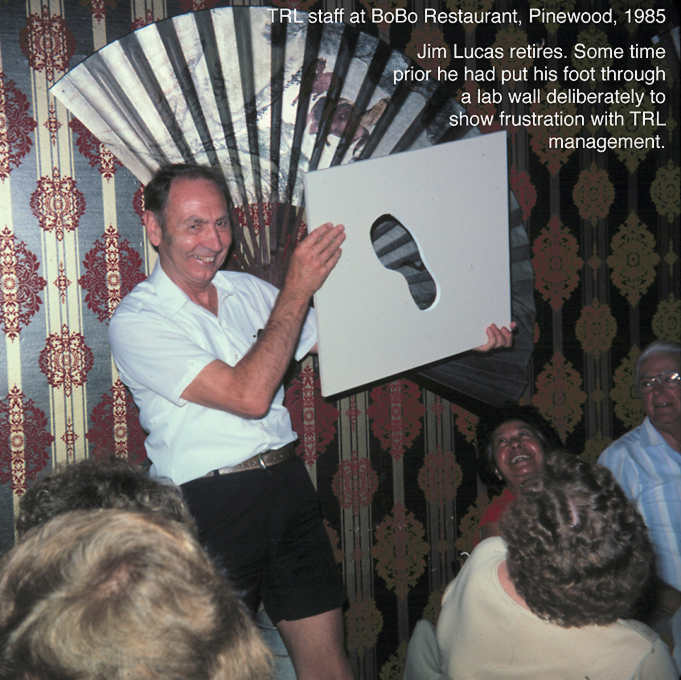 TRL staff at BoBo Restaurant, Pinewood, 1985
Jim Lucas retires. Some time
prior he had put his foot through
a lab wall deliberately to
show frustration with TRL
management.